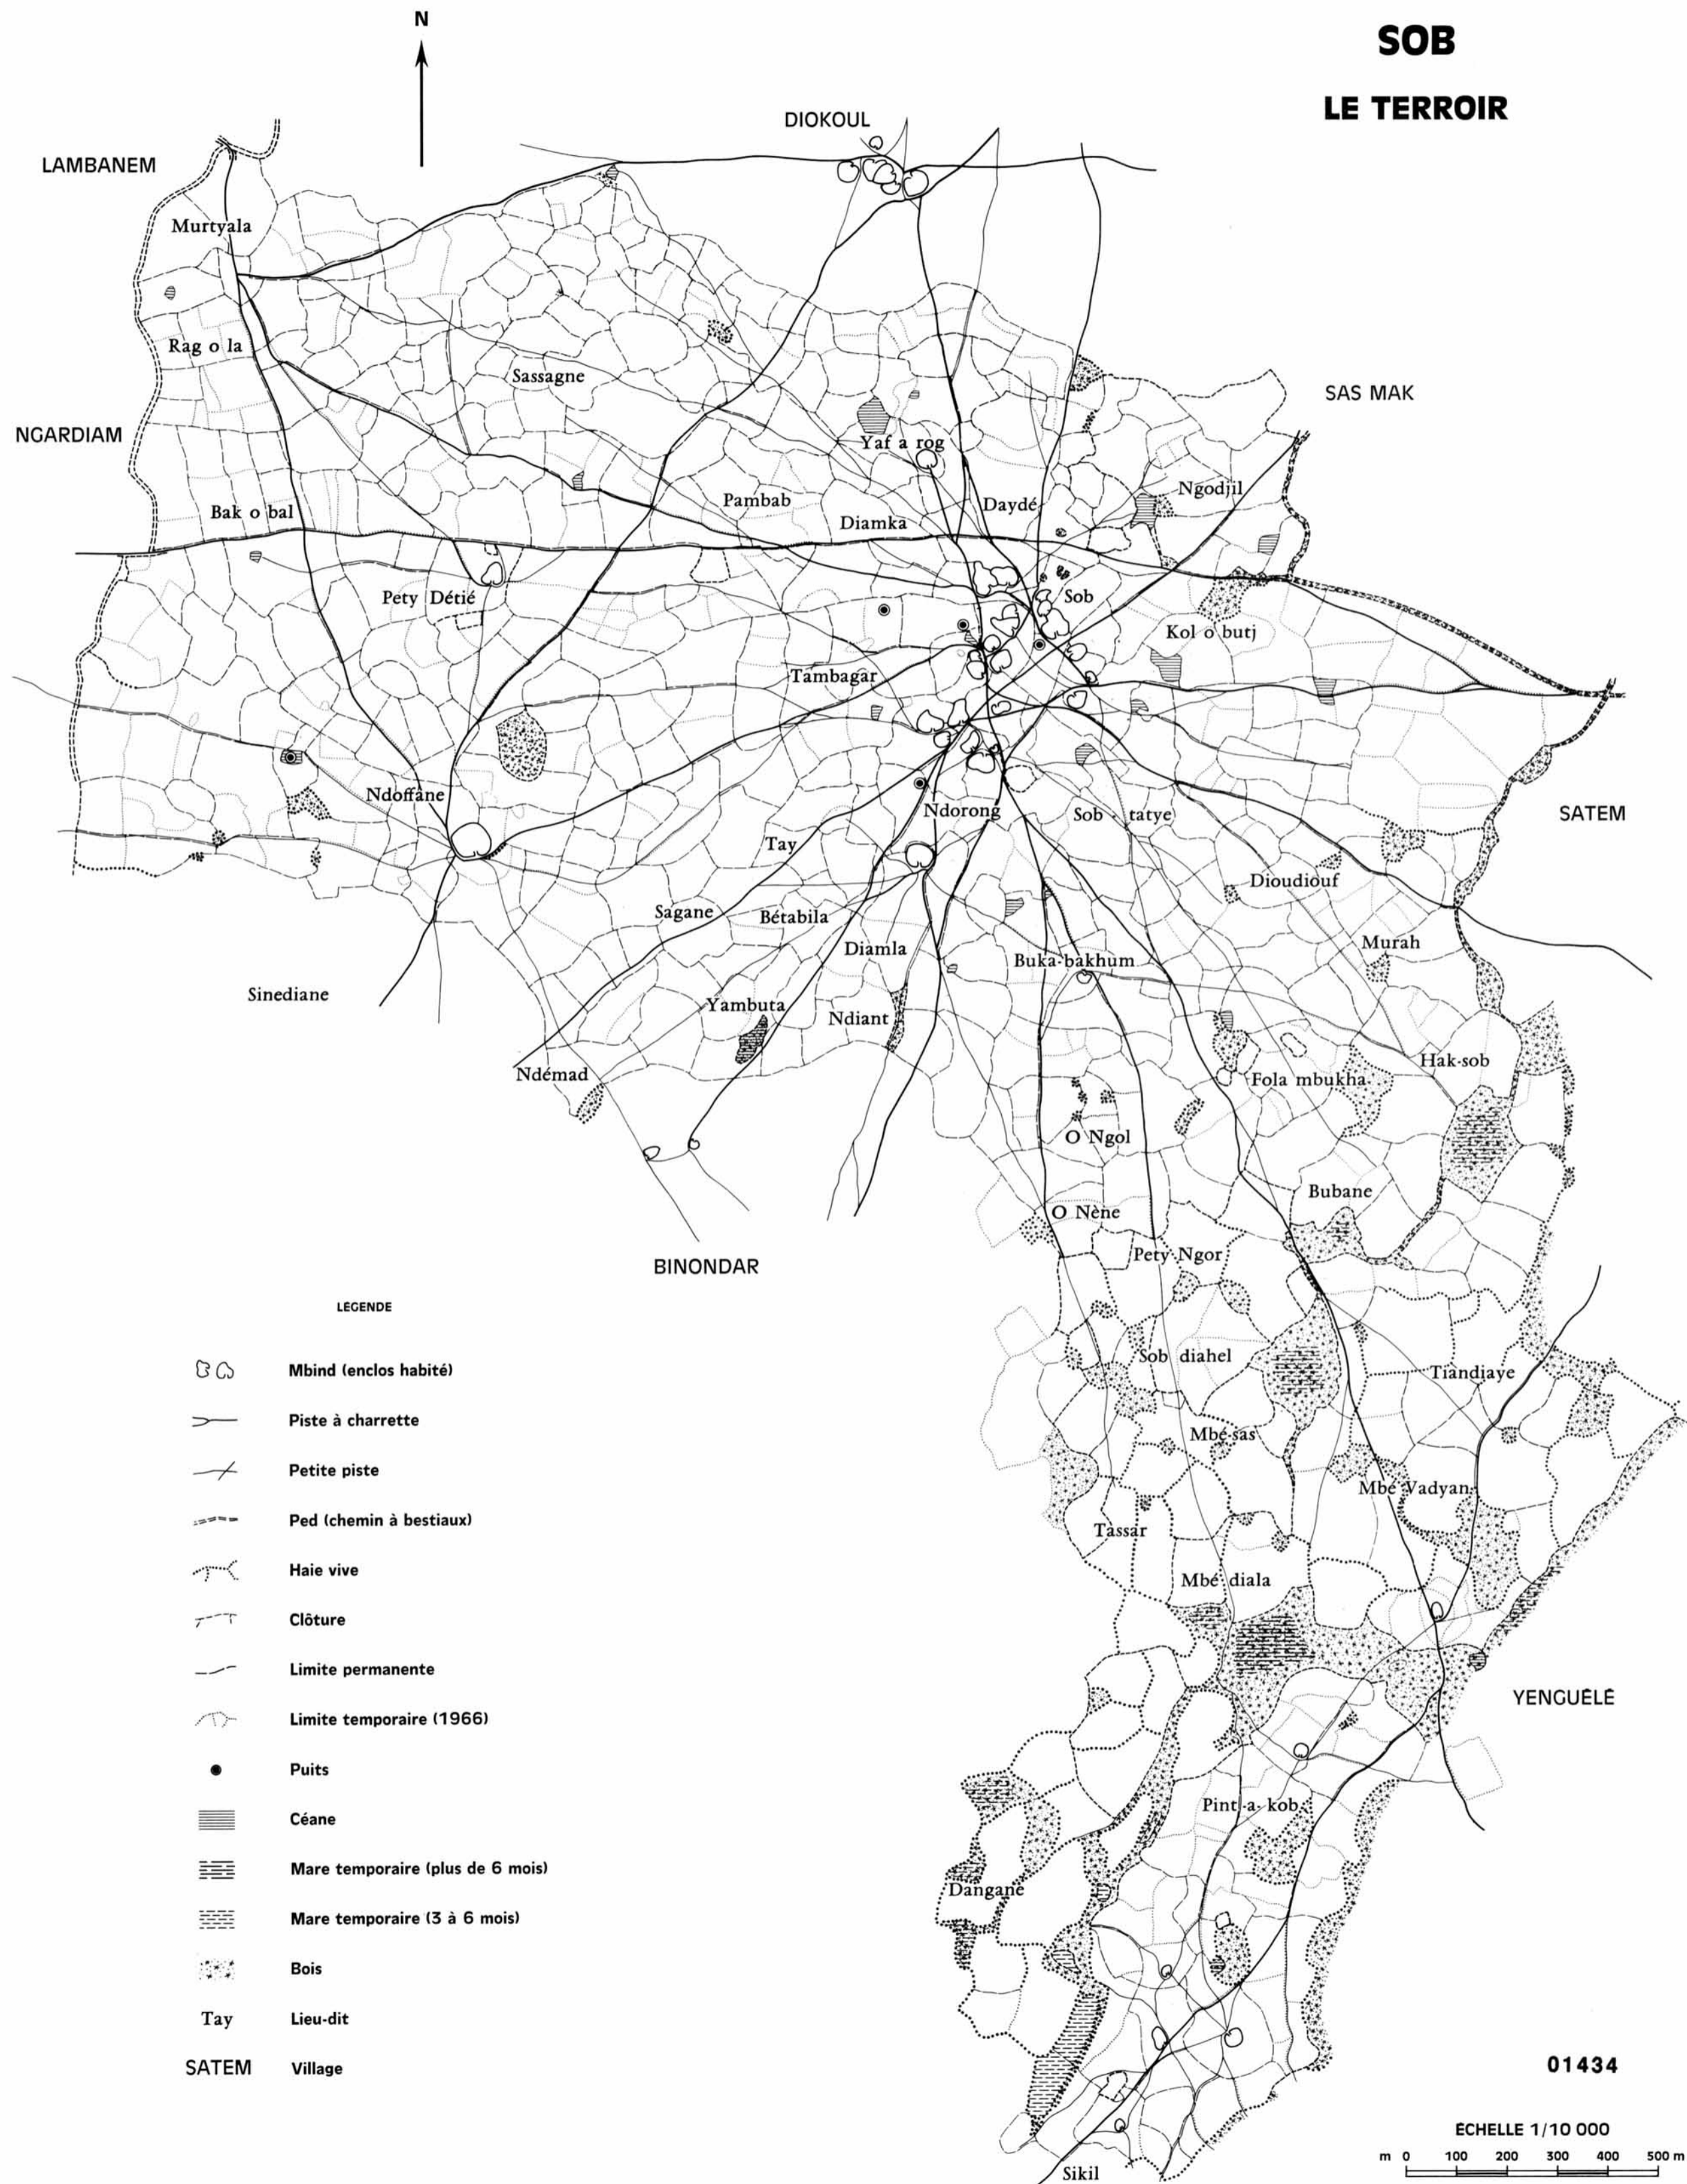 N
SOB
LE TERROIR
DIOKOUL
LAMBANEM
Murtyala
Rag o la
Sassagne
SAS MAK
NGARDIAM
Yaf a rog
Ngodjil
Pambab
Daydé
Bak o bal
Diamka
Pety Détié
Sob
Kol o butj
Tambagar
Ndoffane
Ndorong
Sob tatye
SATEM
Tay
Dioudiouf
Sagane
Bétabila
Diamla
Murah
Buka-bakhum
Sinediane
Yambuta
Ndiant
Hak-sob
Ndémad
Fola mbukha
O Ngol
Bubane
O Nène
Pety Ngor
BINONDAR
Sob diahel
Tiandiaye
Mbé sas
Mbé Vadyan
Tassar
Mbé diala
YENGUÉLÉ
Pint-a-kob
Dangane
Sikil
LÉGENDE
Mbind (enclos habité)
Piste à charrette
Petite piste
Ped (chemin à bestiaux)
Haie vive
Clôture
Limite permanente
Limite temporaire (1966)
Puits
Céane
Mare temporaire (plus de 6 mois)
Mare temporaire (3 à 6 mois)
Bois
Tay Lieu-dit
SATEM Village
01434
ÉCHELLE 1/10 000
m 0 100 200 300 400 500 m